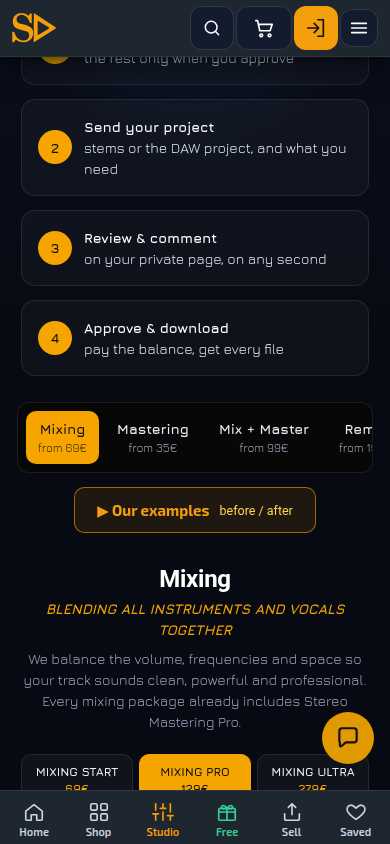 the rest only when you approve
2
Send your project
stems or the DAW project, and what you
need
3
Review & comment
on your private page, on any second
4
Approve & download
pay the balance, get every file
Mixing
from 69€
Mastering
from 35€
Mix + Master
from 99€
Rem
from 1
▶ Our examples before / after
Mixing
BLENDING ALL INSTRUMENTS AND VOCALS
TOGETHER
We balance the volume, frequencies and space so
your track sounds clean, powerful and professional.
Every mixing package already includes Stereo
Mastering Pro.
MIXING START
69€
MIXING PRO
129€
MIXING ULTRA
279€
Home
Shop
Studio
Free
Sell
Saved